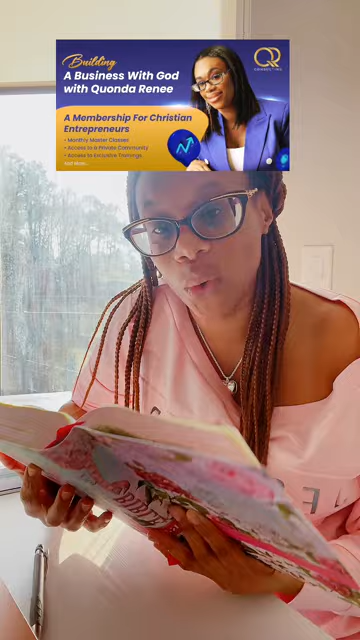 Building
A Business With God
with Quonda Renee
QR
CONSULTING
A Membership For Christian
Entrepreneurs
• Monthly Master Classes
• Access to a Private Community
• Access to Exclusive Trainings
And More...